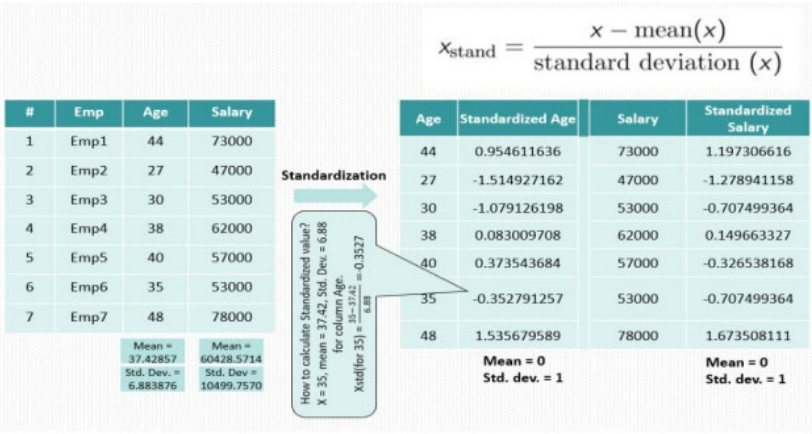 x_stand = x − mean(x) / standard deviation (x)
# Emp Age Salary
1 Emp1 44 73000
2 Emp2 27 47000
3 Emp3 30 53000
4 Emp4 38 62000
5 Emp5 40 57000
6 Emp6 35 53000
7 Emp7 48 78000
Mean =
37.42857
Std. Dev. =
6.883876
Mean =
60428.5714
Std. Dev =
10499.7570
Standardization
How to calculate Standardized value?
X = 35, mean = 37.42, Std. Dev. = 6.88
for column Age.
Xstd(for 35) = 35−37.42 / 6.88 =-0.3527
Age Standardized Age Salary Standardized Salary
44 0.954611636 73000 1.197306616
27 -1.514927162 47000 -1.278941158
30 -1.079126198 53000 -0.707499364
38 0.083009708 62000 0.149663327
40 0.373543684 57000 -0.326538168
35 -0.352791257 53000 -0.707499364
48 1.535679589 78000 1.673508111
Mean = 0
Std. dev. = 1
Mean = 0
Std. dev. = 1